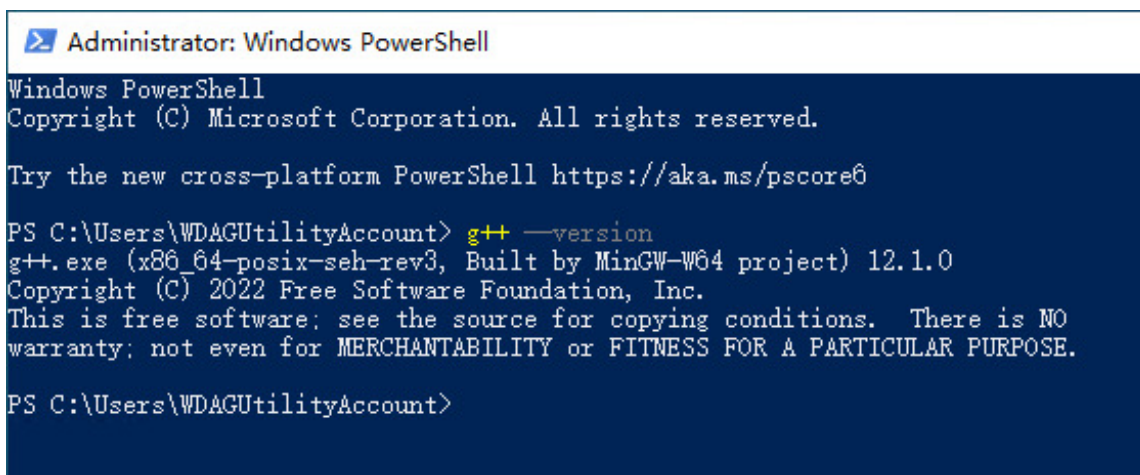 Administrator: Windows PowerShell
Windows PowerShell
Copyright (C) Microsoft Corporation. All rights reserved.
Try the new cross-platform PowerShell https://aka.ms/pscore6
PS C:\Users\WDAGUtilityAccount> g++ --version
g++.exe (x86_64-posix-seh-rev3, Built by MinGW-W64 project) 12.1.0
Copyright (C) 2022 Free Software Foundation, Inc.
This is free software; see the source for copying conditions.  There is NO
warranty; not even for MERCHANTABILITY or FITNESS FOR A PARTICULAR PURPOSE.
PS C:\Users\WDAGUtilityAccount>